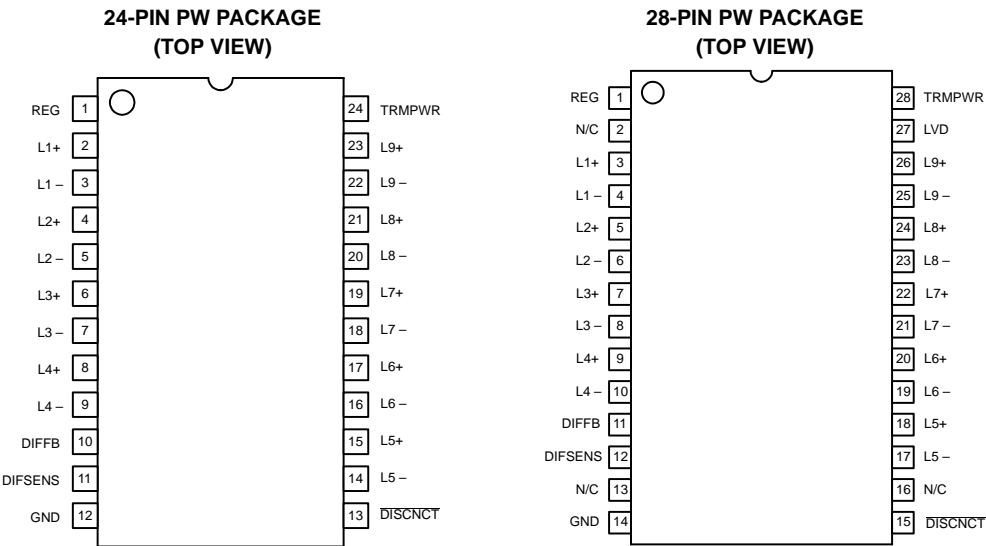 24-PIN PW PACKAGE
(TOP VIEW)
REG 1
L1+ 2
L1 – 3
L2+ 4
L2 – 5
L3+ 6
L3 – 7
L4+ 8
L4 – 9
DIFFB 10
DIFSENS 11
GND 12
24 TRMPWR
23 L9+
22 L9 –
21 L8+
20 L8 –
19 L7+
18 L7 –
17 L6+
16 L6 –
15 L5+
14 L5 –
13 DISCNCT
28-PIN PW PACKAGE
(TOP VIEW)
REG 1
N/C 2
L1+ 3
L1 – 4
L2+ 5
L2 – 6
L3+ 7
L3 – 8
L4+ 9
L4 – 10
DIFFB 11
DIFSENS 12
N/C 13
GND 14
28 TRMPWR
27 LVD
26 L9+
25 L9 –
24 L8+
23 L8 –
22 L7+
21 L7 –
20 L6+
19 L6 –
18 L5+
17 L5 –
16 N/C
15 DISCNCT